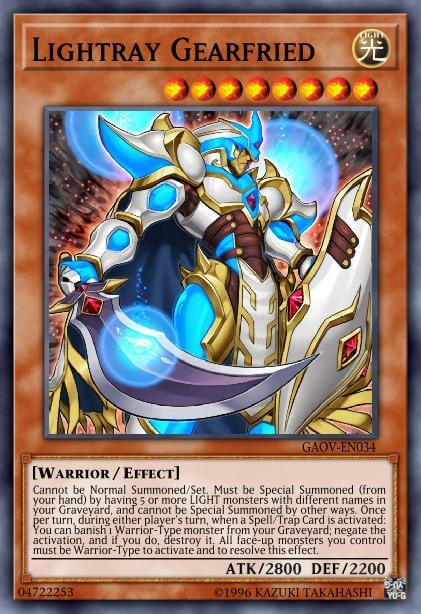 LIGHTRAY GEARFRIED
LIGHT
光
GAOV-EN034
[WARRIOR / EFFECT]
Cannot be Normal Summoned/Set. Must be Special Summoned (from
your hand) by having 5 or more LIGHT monsters with different names in
your Graveyard, and cannot be Special Summoned by other ways. Once
per turn, during either player's turn, when a Spell/Trap Card is activated:
You can banish 1 Warrior-Type monster from your Graveyard; negate the
activation, and if you do, destroy it. All face-up monsters you control
must be Warrior-Type to activate and to resolve this effect.
ATK/2800 DEF/2200
04722253 ©1996 KAZUKI TAKAHASHI